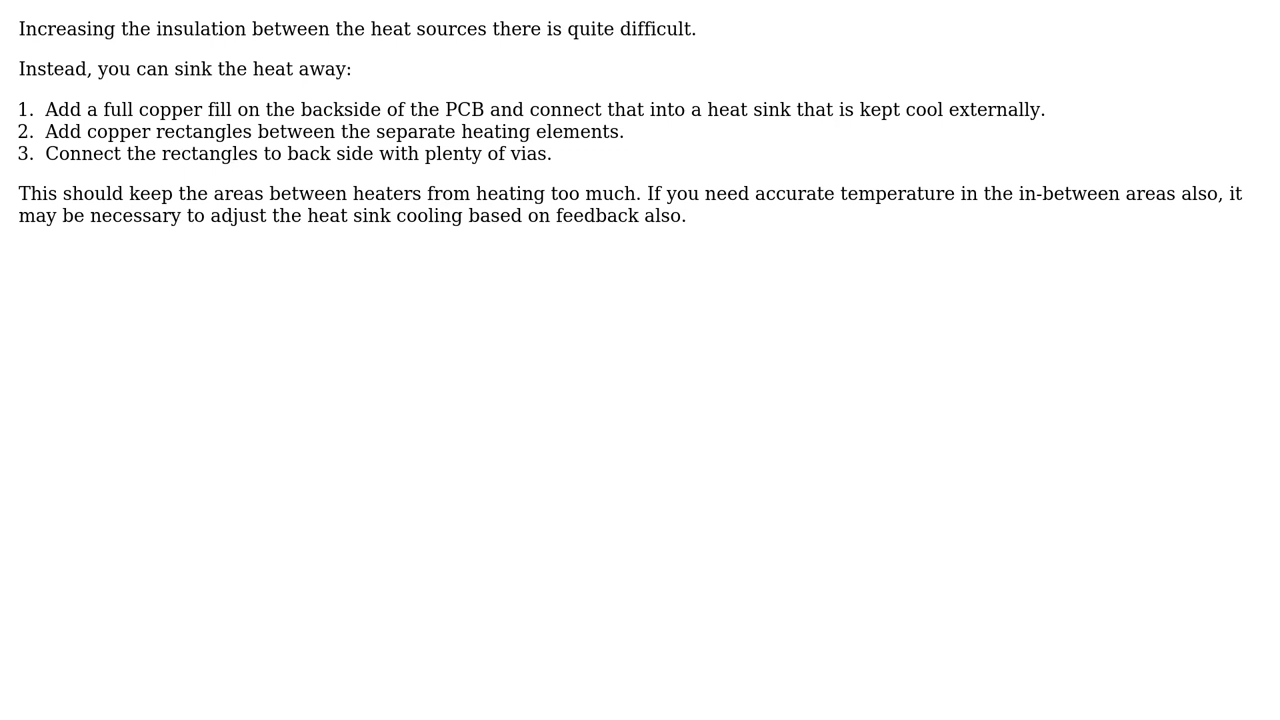 Increasing the insulation between the heat sources there is quite difficult.
Instead, you can sink the heat away:
1. Add a full copper fill on the backside of the PCB and connect that into a heat sink that is kept cool externally.
2. Add copper rectangles between the separate heating elements.
3. Connect the rectangles to back side with plenty of vias.
This should keep the areas between heaters from heating too much. If you need accurate temperature in the in-between areas also, it
may be necessary to adjust the heat sink cooling based on feedback also.